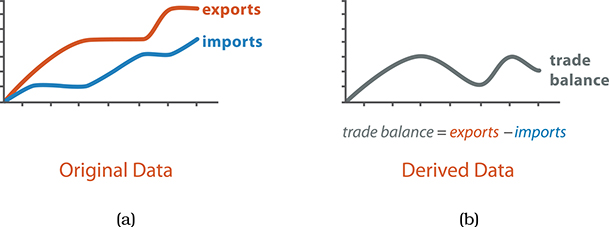 exports
imports
Original Data
(a)
trade
balance
trade balance = exports – imports
Derived Data
(b)